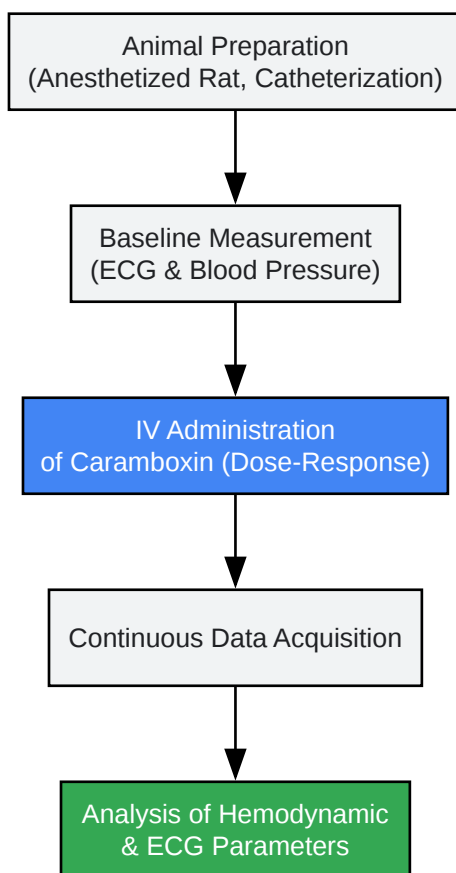 Animal Preparation
(Anesthetized Rat, Catheterization)
Baseline Measurement
(ECG & Blood Pressure)
IV Administration
of Caramboxin (Dose-Response)
Continuous Data Acquisition
Analysis of Hemodynamic
& ECG Parameters